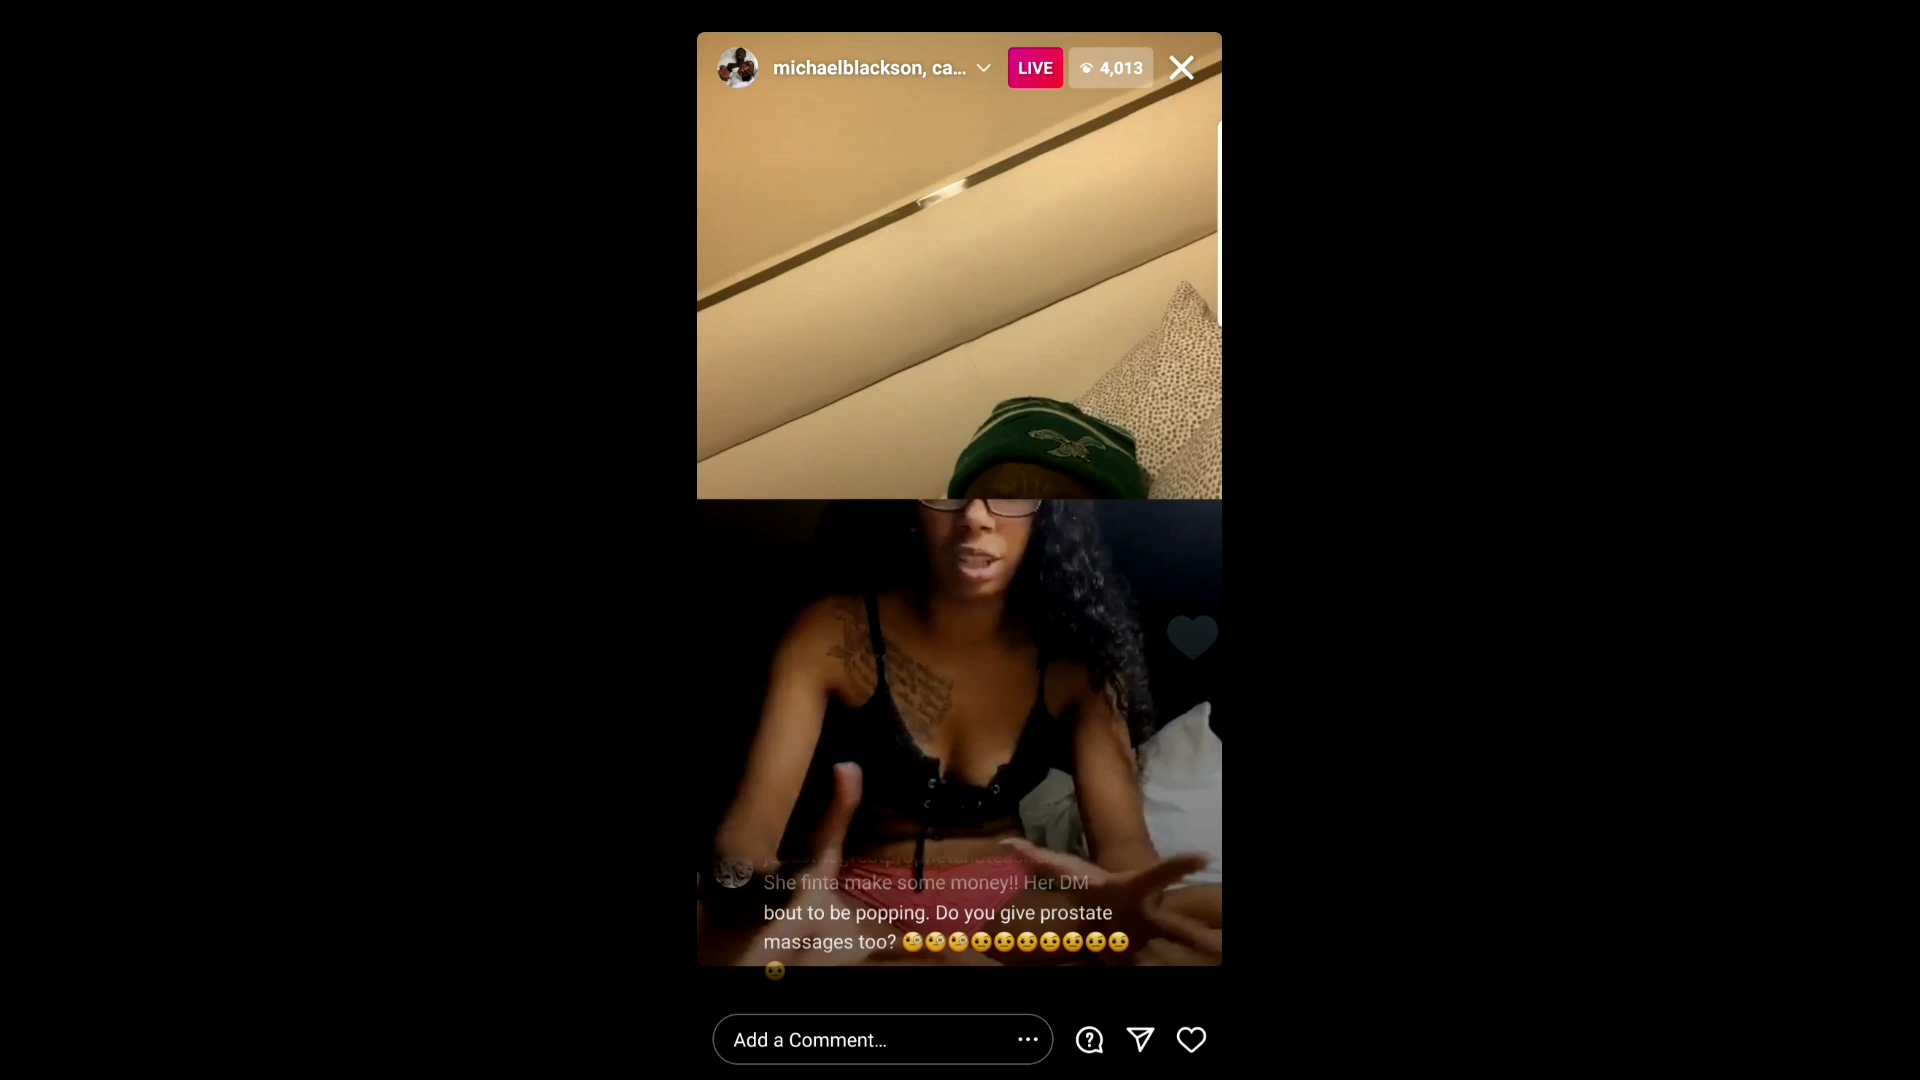 michaelblackson, ca...
LIVE
4,013
She finta make some money!! Her DM
bout to be popping. Do you give prostate
massages too? 🧐🧐🧐🤨🤨🤨🤨🤨🤨🤨
🤨
Add a Comment...